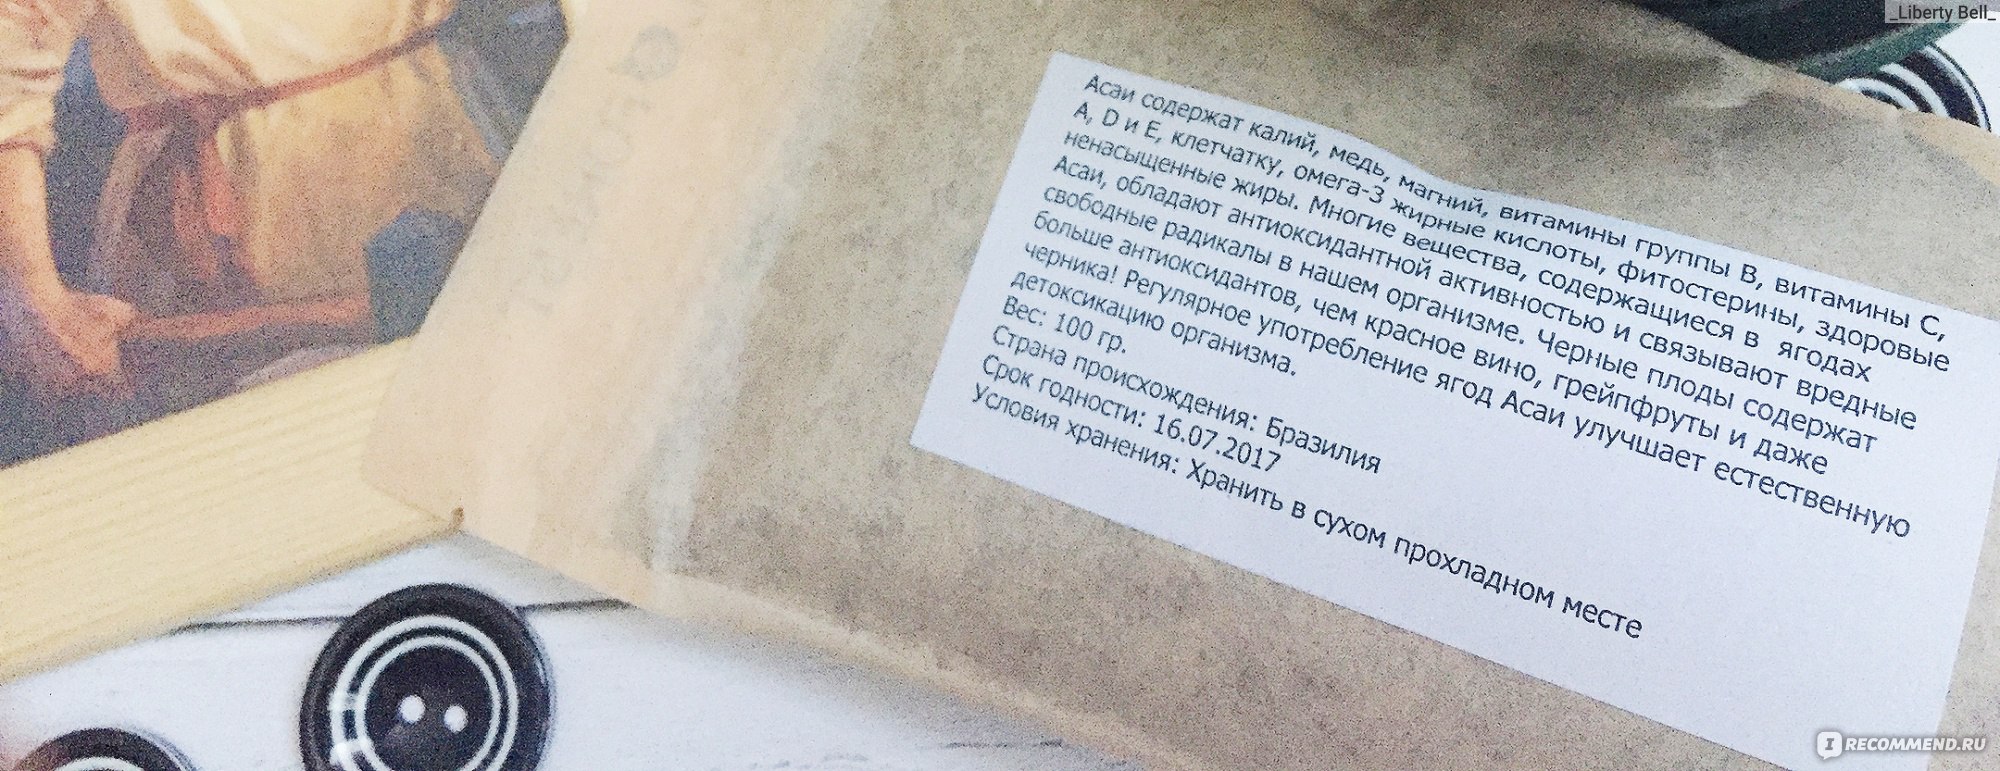 _Liberty Bell_
Асаи содержат калий, медь, магний, витамины группы В, витамины С,
А, D и Е, клетчатку, омега-3 жирные кислоты, фитостерины, здоровые
ненасыщенные жиры. Многие вещества, содержащиеся в ягодах
Асаи, обладают антиоксидантной активностью и связывают вредные
свободные радикалы в нашем организме. Черные плоды содержат
больше антиоксидантов, чем красное вино, грейпфруты и даже
черника! Регулярное употребление ягод Асаи улучшает естественную
детоксикацию организма.
Вес: 100 гр.
Страна происхождения: Бразилия
Срок годности: 16.07.2017
Условия хранения: Хранить в сухом прохладном месте
I RECOMMEND.RU